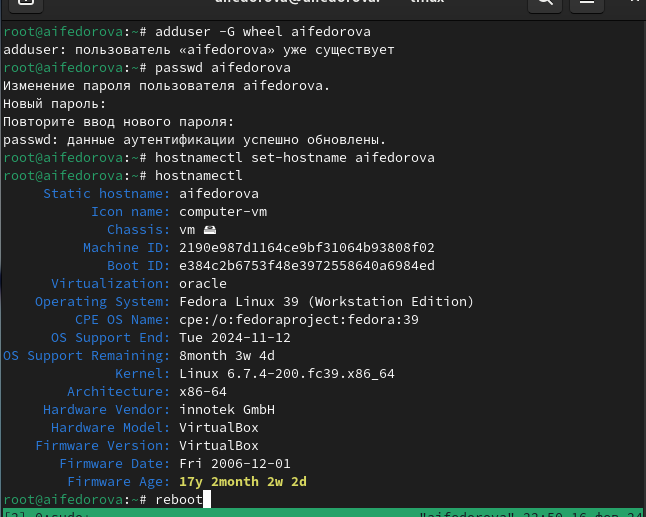 root@aifedorova:~# adduser -G wheel aifedorova
adduser: пользователь «aifedorova» уже существует
root@aifedorova:~# passwd aifedorova
Изменение пароля пользователя aifedorova.
Новый пароль:
Повторите ввод нового пароля:
passwd: данные аутентификации успешно обновлены.
root@aifedorova:~# hostnamectl set-hostname aifedorova
root@aifedorova:~# hostnamectl
Static hostname: aifedorova
Icon name: computer-vm
Chassis: vm 🖴
Machine ID: 2190e987d1164ce9bf31064b93808f02
Boot ID: e384c2b6753f48e3972558640a6984ed
Virtualization: oracle
Operating System: Fedora Linux 39 (Workstation Edition)
CPE OS Name: cpe:/o:fedoraproject:fedora:39
OS Support End: Tue 2024-11-12
OS Support Remaining: 8month 3w 4d
Kernel: Linux 6.7.4-200.fc39.x86_64
Architecture: x86-64
Hardware Vendor: innotek GmbH
Hardware Model: VirtualBox
Firmware Version: VirtualBox
Firmware Date: Fri 2006-12-01
Firmware Age: 17y 2month 2w 2d
root@aifedorova:~# reboot